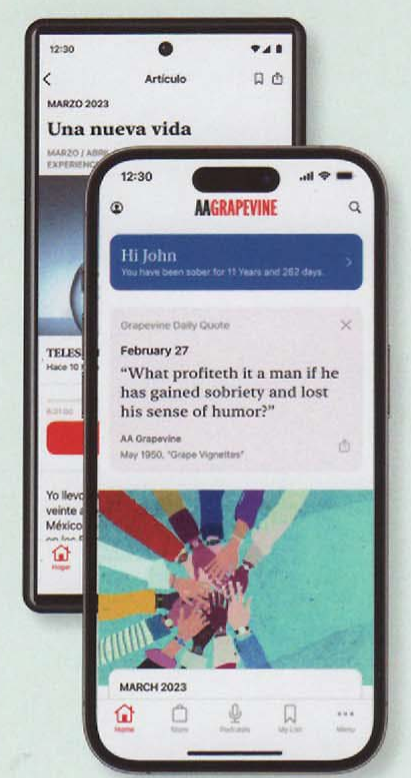 12:30
Artículo
MARZO 2023
Una nueva vida
MARZO / ABRIL
EXPERIENC
TELES
Hace 10
Yo llevo
veinte a
México
Hogar
12:30
AAGRAPEVINE
Hi John
You have been sober for 11 Years and 262 days.
Grapevine Daily Quote
February 27
“What profiteth it a man if he
has gained sobriety and lost
his sense of humor?”
AA Grapevine
May 1950, "Grape Vignettes"
MARCH 2023
Home
Store
Podcasts
My List
Menu